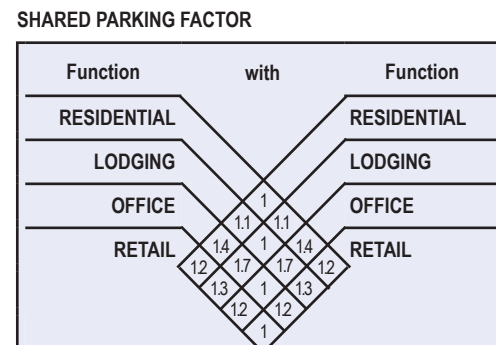 SHARED PARKING FACTOR
Function with Function
RESIDENTIAL RESIDENTIAL
LODGING LODGING
OFFICE OFFICE
RETAIL RETAIL
1
1.1 1.1
1.4 1 1.4
1.2 1.7 1.7 1.2
1.3 1 1.3
1.2 1.2
1